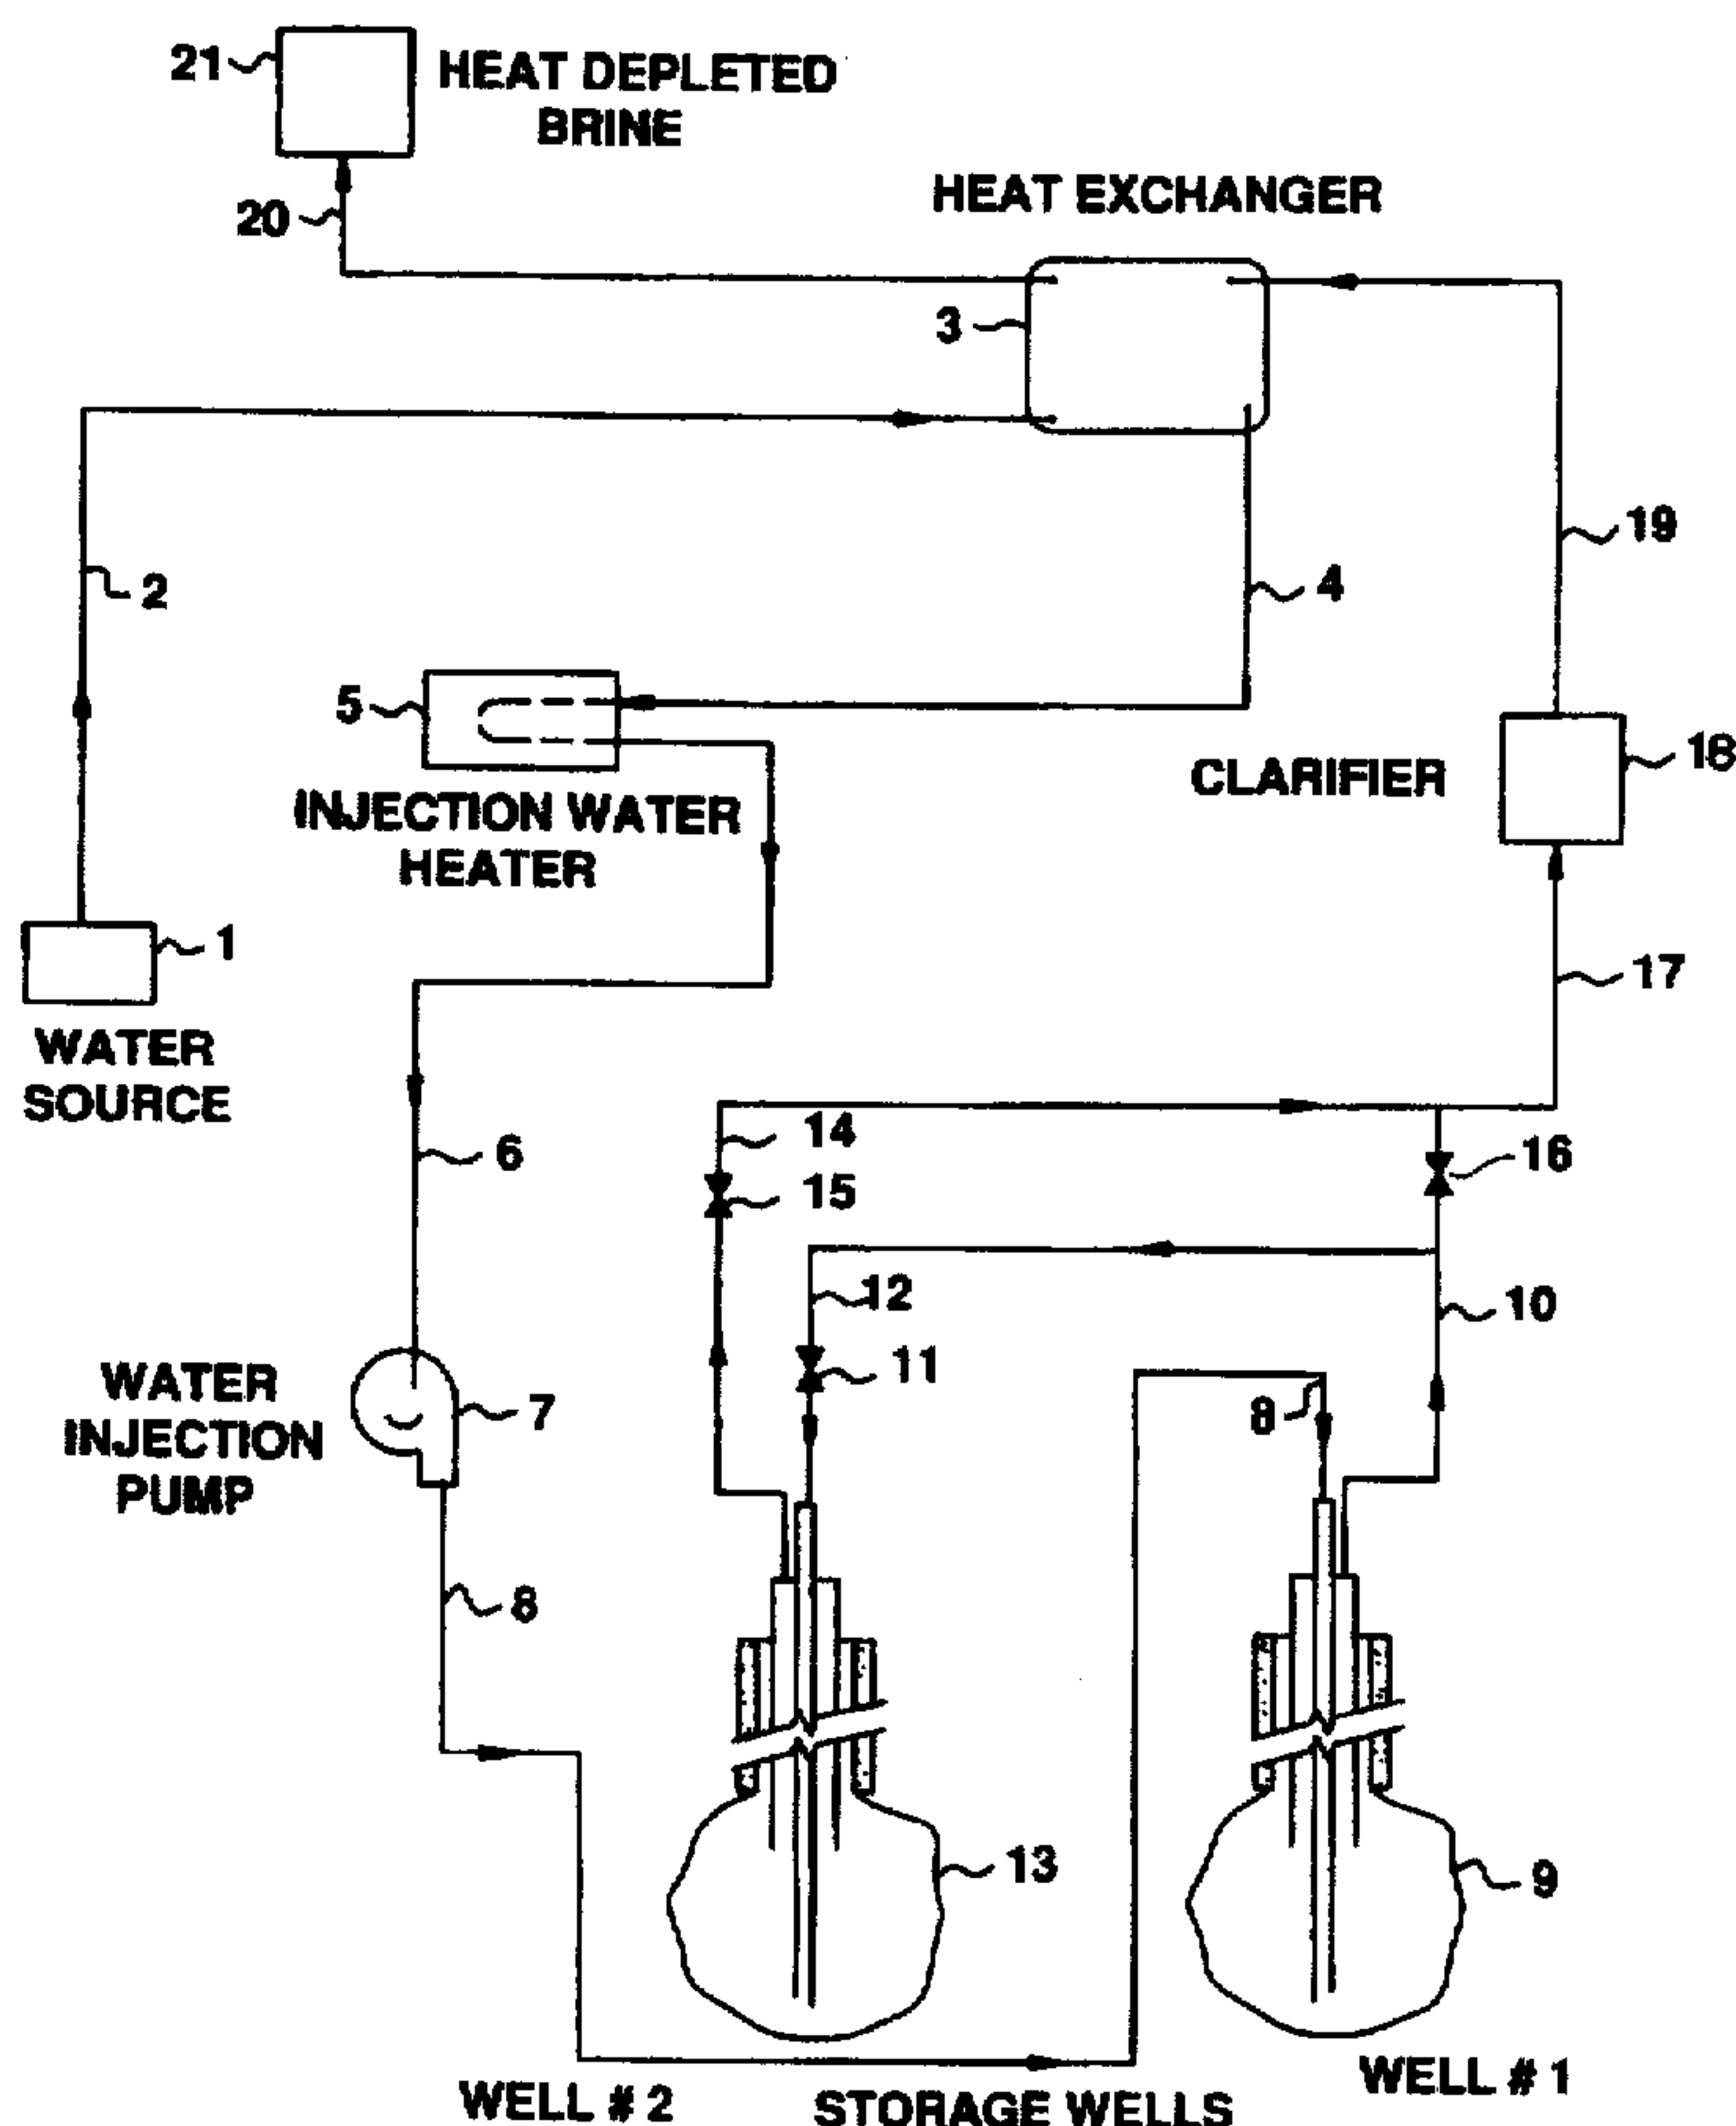 21
HEAT DEPLETED
BRINE
20
HEAT EXCHANGER
3
19
2
4
5
18
CLARIFIER
INJECTION WATER
HEATER
1
17
WATER
SOURCE
14
6
16
15
12
10
11
WATER
INJECTION
PUMP
7
8
8
13
9
WELL # 2
STORAGE WELLS
WELL # 1